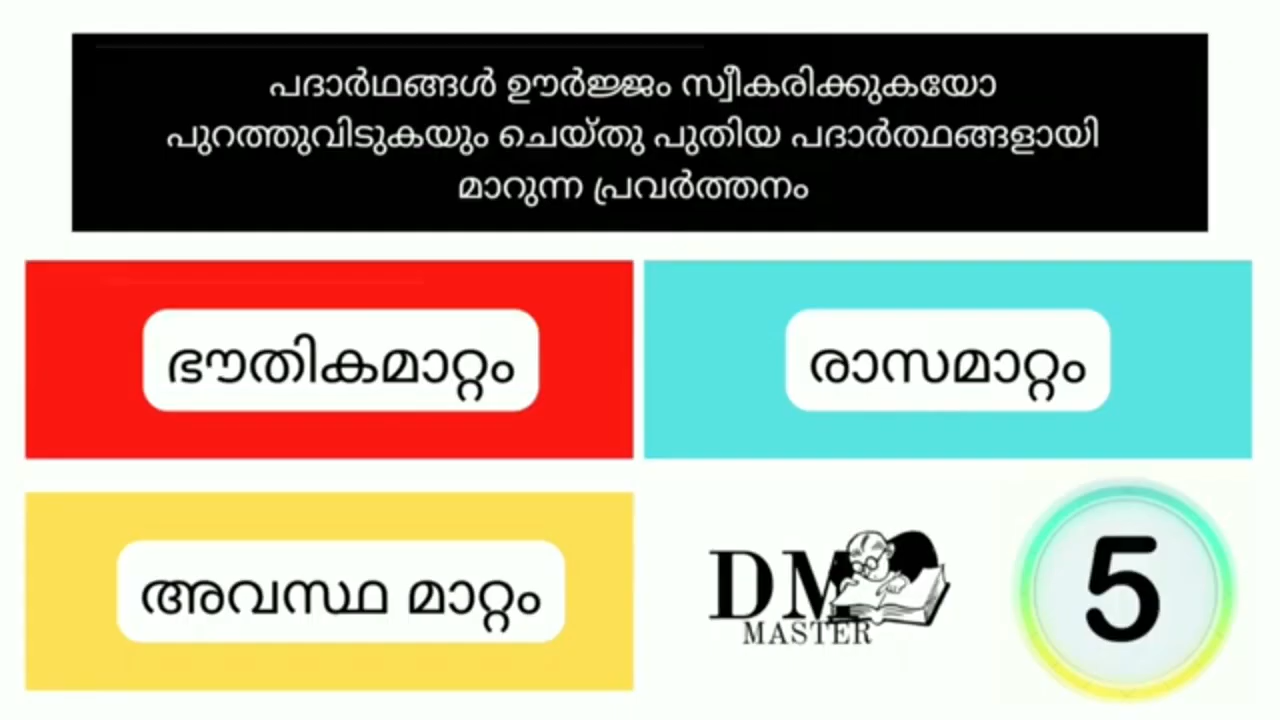 പദാർഥങ്ങൾ ഊർജ്ജം സ്വീകരിക്കുകയോ
പുറത്തുവിടുകയും ചെയ്തു പുതിയ പദാർത്ഥങ്ങളായി
മാറുന്ന പ്രവർത്തനം
ഭൗതികമാറ്റം
രാസമാറ്റം
അവസ്ഥ മാറ്റം
DM
MASTER
5